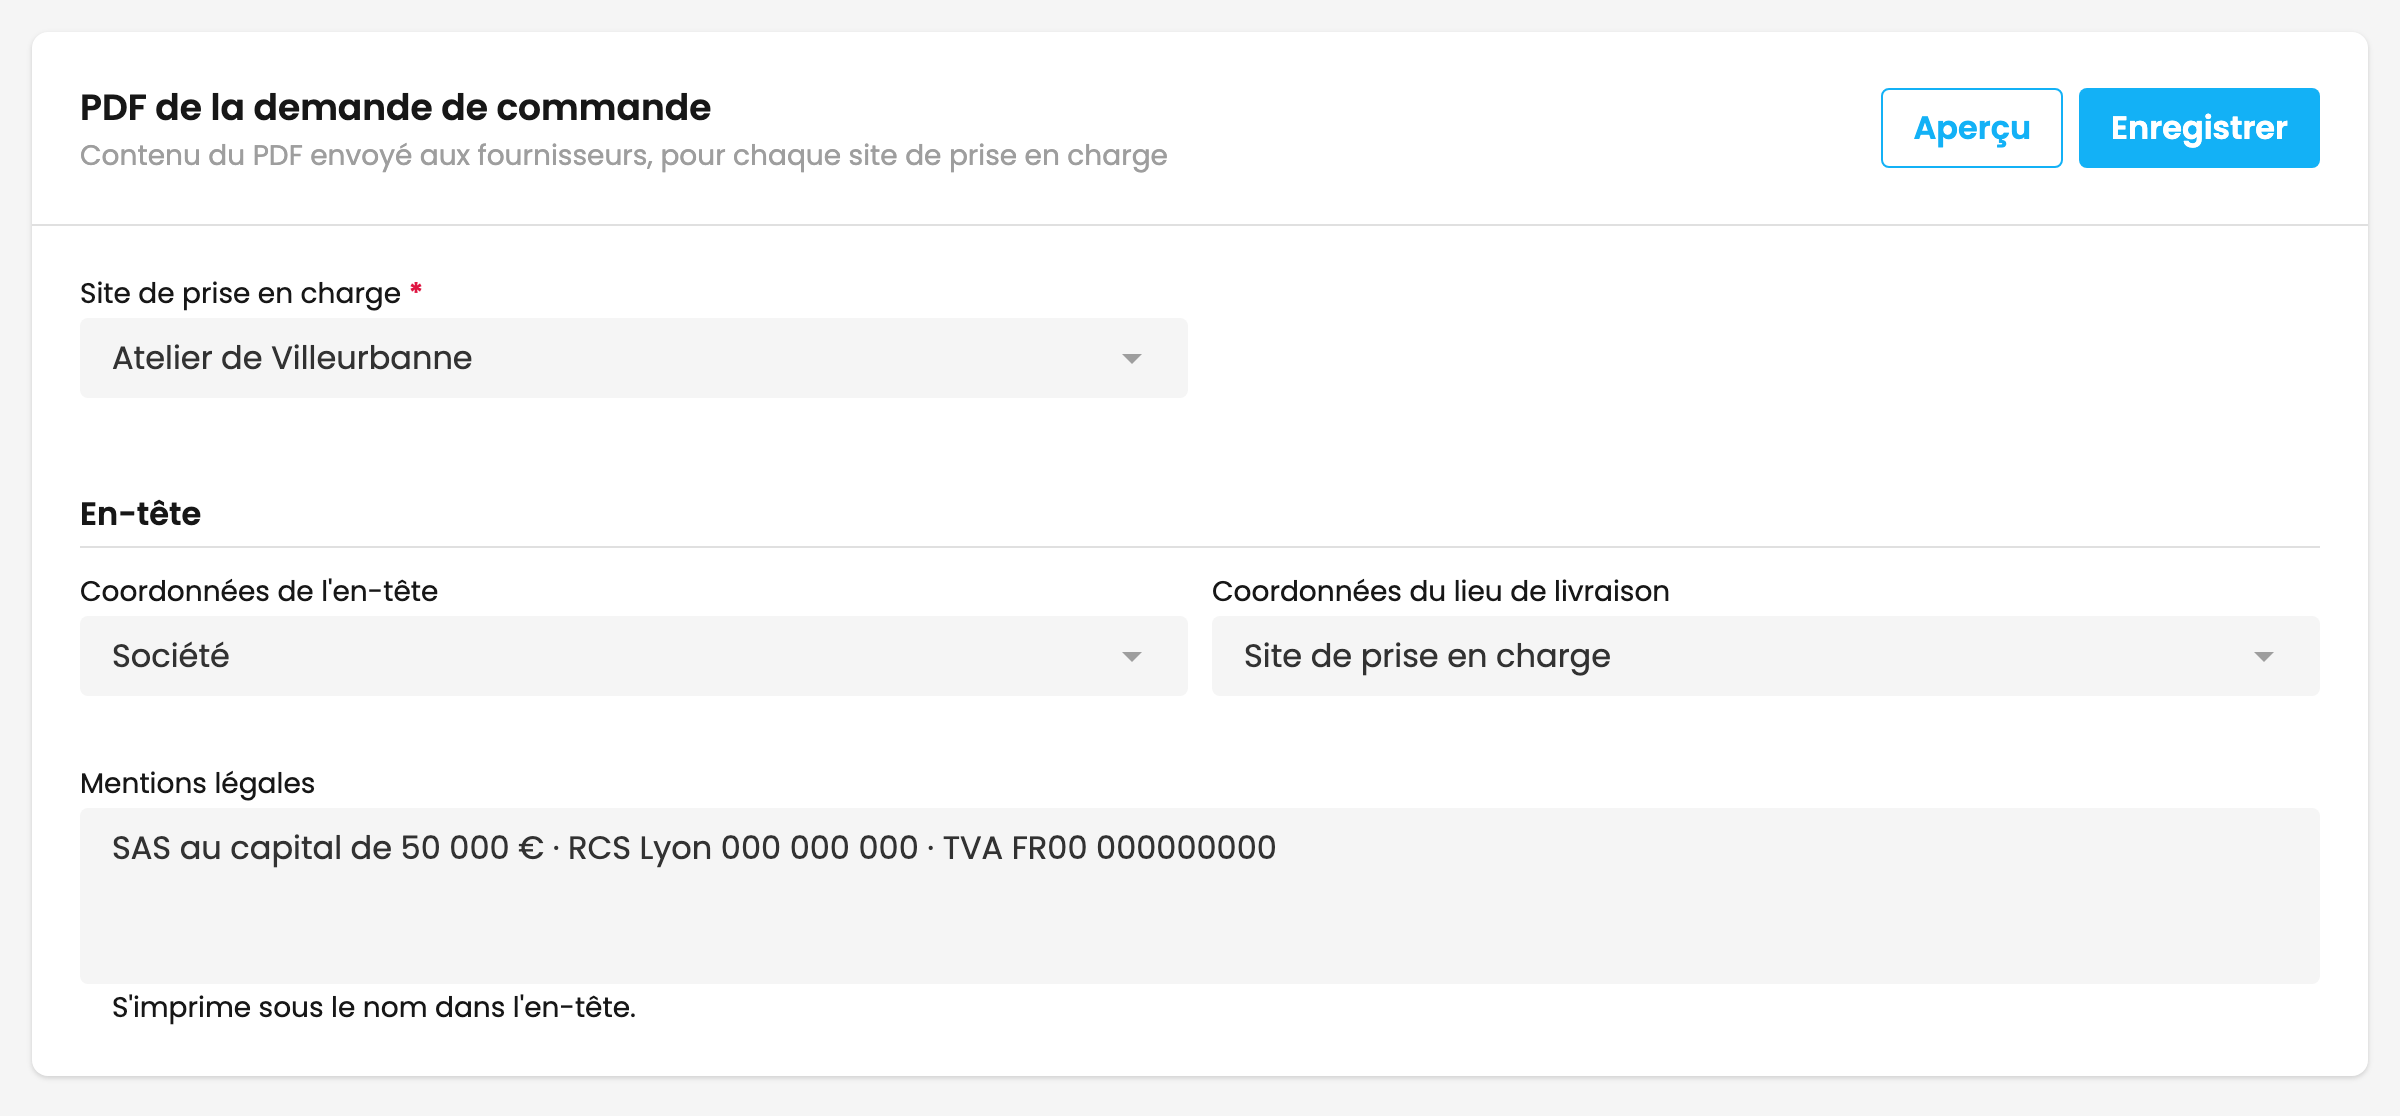 PDF de la demande de commande
Contenu du PDF envoyé aux fournisseurs, pour chaque site de prise en charge
Aperçu
Enregistrer
Site de prise en charge *
Atelier de Villeurbanne
En-tête
Coordonnées de l'en-tête
Société
Coordonnées du lieu de livraison
Site de prise en charge
Mentions légales
SAS au capital de 50 000 € · RCS Lyon 000 000 000 · TVA FR00 000000000
S'imprime sous le nom dans l'en-tête.